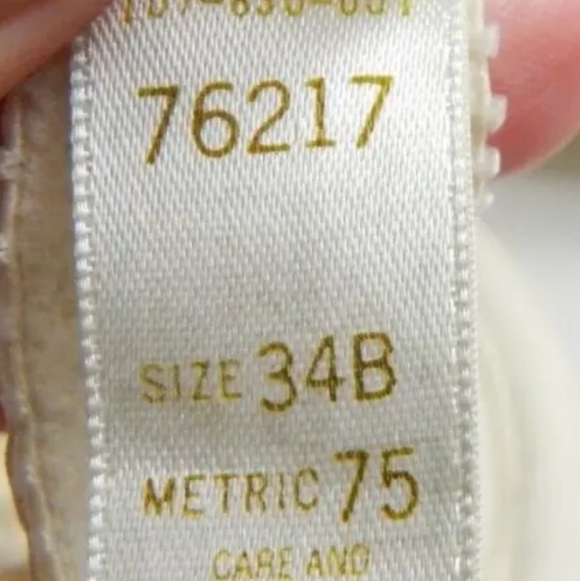 76217
SIZE 34B
METRIC 75
CARE AND